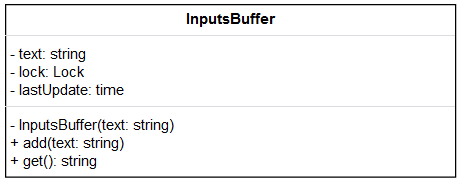 InputsBuffer
- text: string
- lock: Lock
- lastUpdate: time
- InputsBuffer(text: string)
+ add(text: string)
+ get(): string